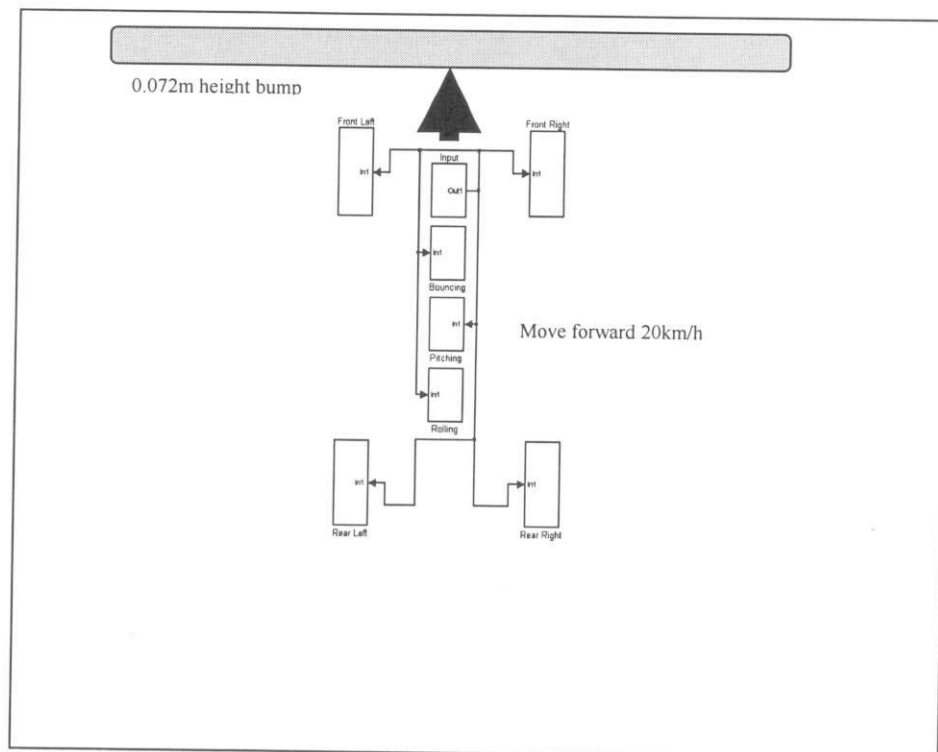 0.072m height bump
Front Left
Front Right
Input
In1
Out1
In1
In1
Bouncing
In1
Move forward 20km/h
Pitching
In1
Rolling
In1
In1
Rear Left
Rear Right